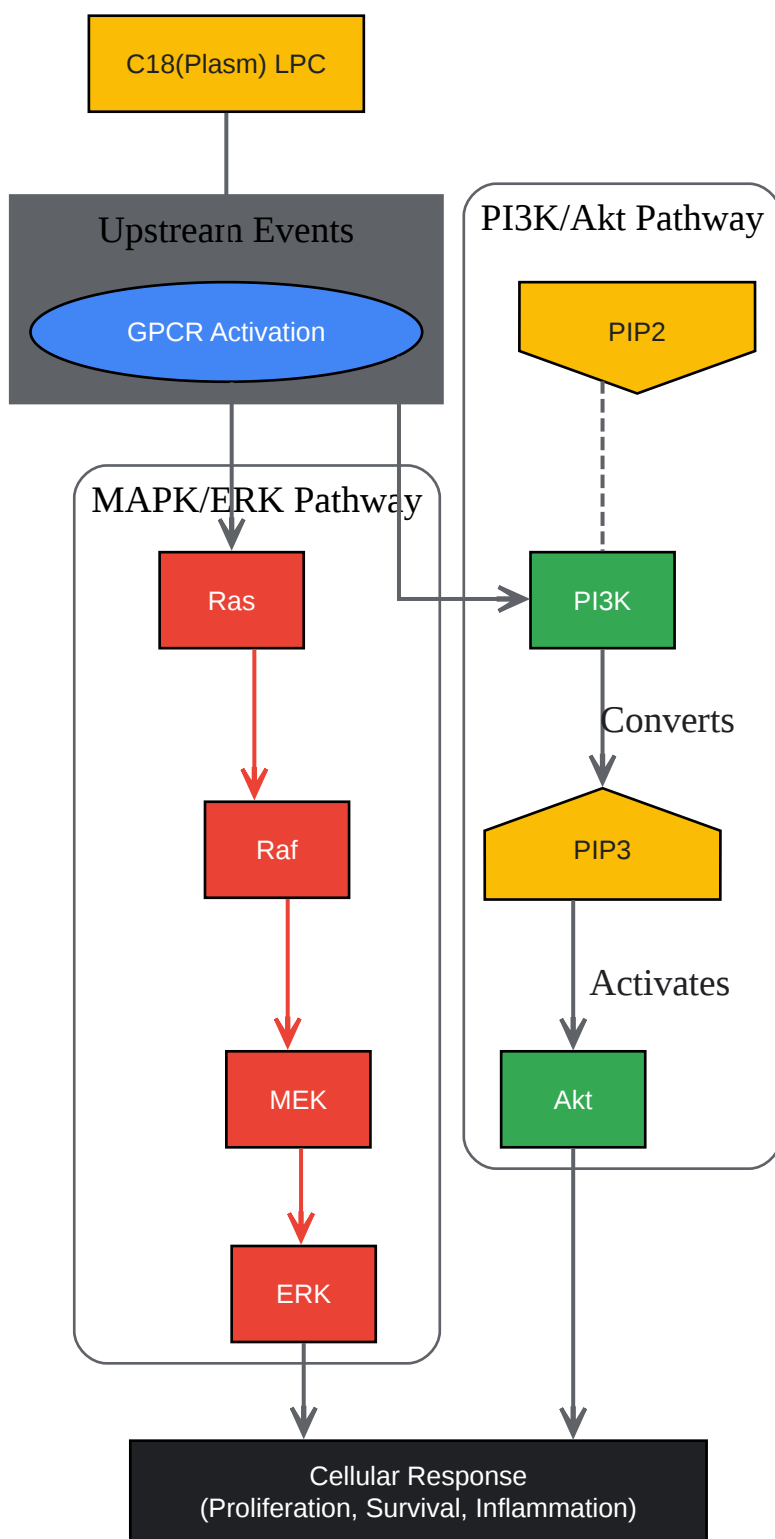 C18(Plasm) LPC
Upstream Events
GPCR Activation
PI3K/Akt Pathway
PIP2
MAPK/ERK Pathway
Ras
PI3K
Converts
Raf
PIP3
Activates
MEK
Akt
ERK
Cellular Response
(Proliferation, Survival, Inflammation)